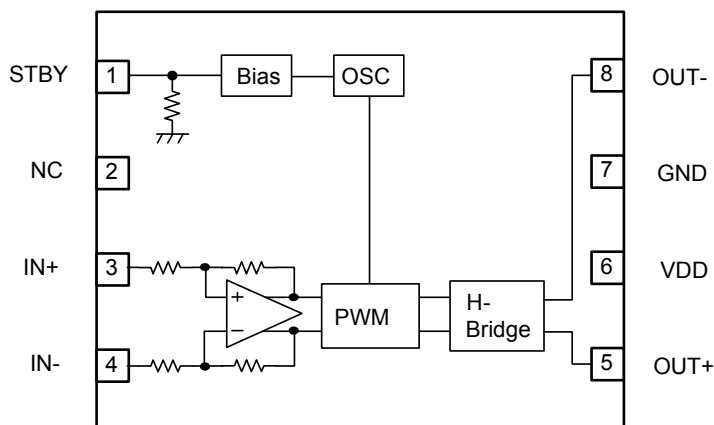 STBY 1 Bias OSC 8 OUT-
NC 2 7 GND
IN+ 3 6 VDD
+
PWM
H-
Bridge
−
IN- 4 5 OUT+